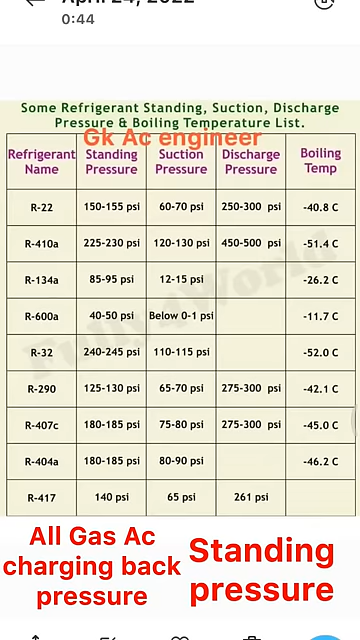 April 24, 2022
0:44
Some Refrigerant Standing, Suction, Discharge
Pressure & Boiling Temperature List.
Gk Ac engineer
Refrigerant Name Standing Pressure Suction Pressure Discharge Pressure Boiling Temp
R-22 150-155 psi 60-70 psi 250-300 psi -40.8 C
R-410a 225-230 psi 120-130 psi 450-500 psi -51.4 C
R-134a 85-95 psi 12-15 psi -26.2 C
R-600a 40-50 psi Below 0-1 psi -11.7 C
R-32 240-245 psi 110-115 psi -52.0 C
R-290 125-130 psi 65-70 psi 275-300 psi -42.1 C
R-407c 180-185 psi 75-80 psi 275-300 psi -45.0 C
R-404a 180-185 psi 80-90 psi -46.2 C
R-417 140 psi 65 psi 261 psi
Fully4World
All Gas Ac
charging back
pressure
Standing
pressure